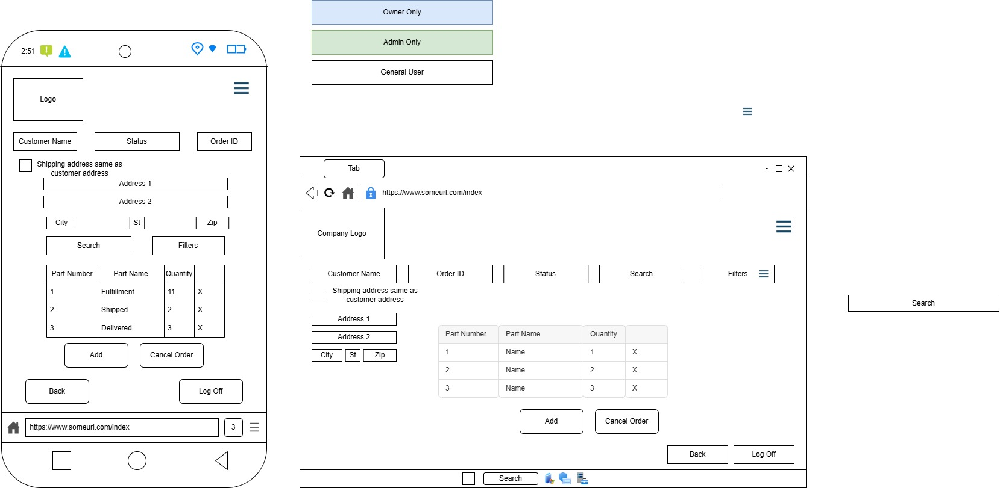 Owner Only
Admin Only
General User
2:51
Logo
Customer Name
Status
Order ID
Shipping address same as
customer address
Address 1
Address 2
City
St
Zip
Search
Filters
Part Number
Part Name
Quantity
1
Fulfillment
11
X
2
Shipped
2
X
3
Delivered
3
X
Add
Cancel Order
Back
Log Off
https://www.someurl.com/index
3
Tab
https://www.someurl.com/index
Company Logo
Customer Name
Order ID
Status
Search
Filters
Shipping address same as
customer address
Address 1
Address 2
City
St
Zip
Part Number
Part Name
Quantity
1
Name
1
X
2
Name
2
X
3
Name
3
X
Add
Cancel Order
Back
Log Off
Search
Search